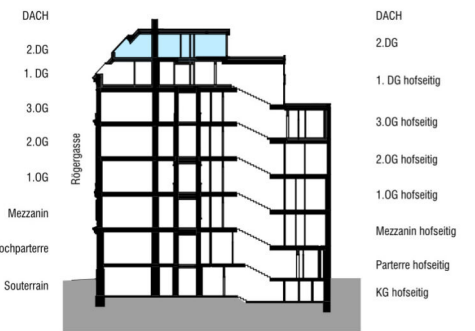 DACH
2.DG
1. DG
3.OG
2.OG
1.OG
Mezzanin
ochparterre
Souterrain
Rögergasse
DACH
2.DG
1. DG hofseitig
3.OG hofseitig
2.OG hofseitig
1.OG hofseitig
Mezzanin hofseitig
Parterre hofseitig
KG hofseitig